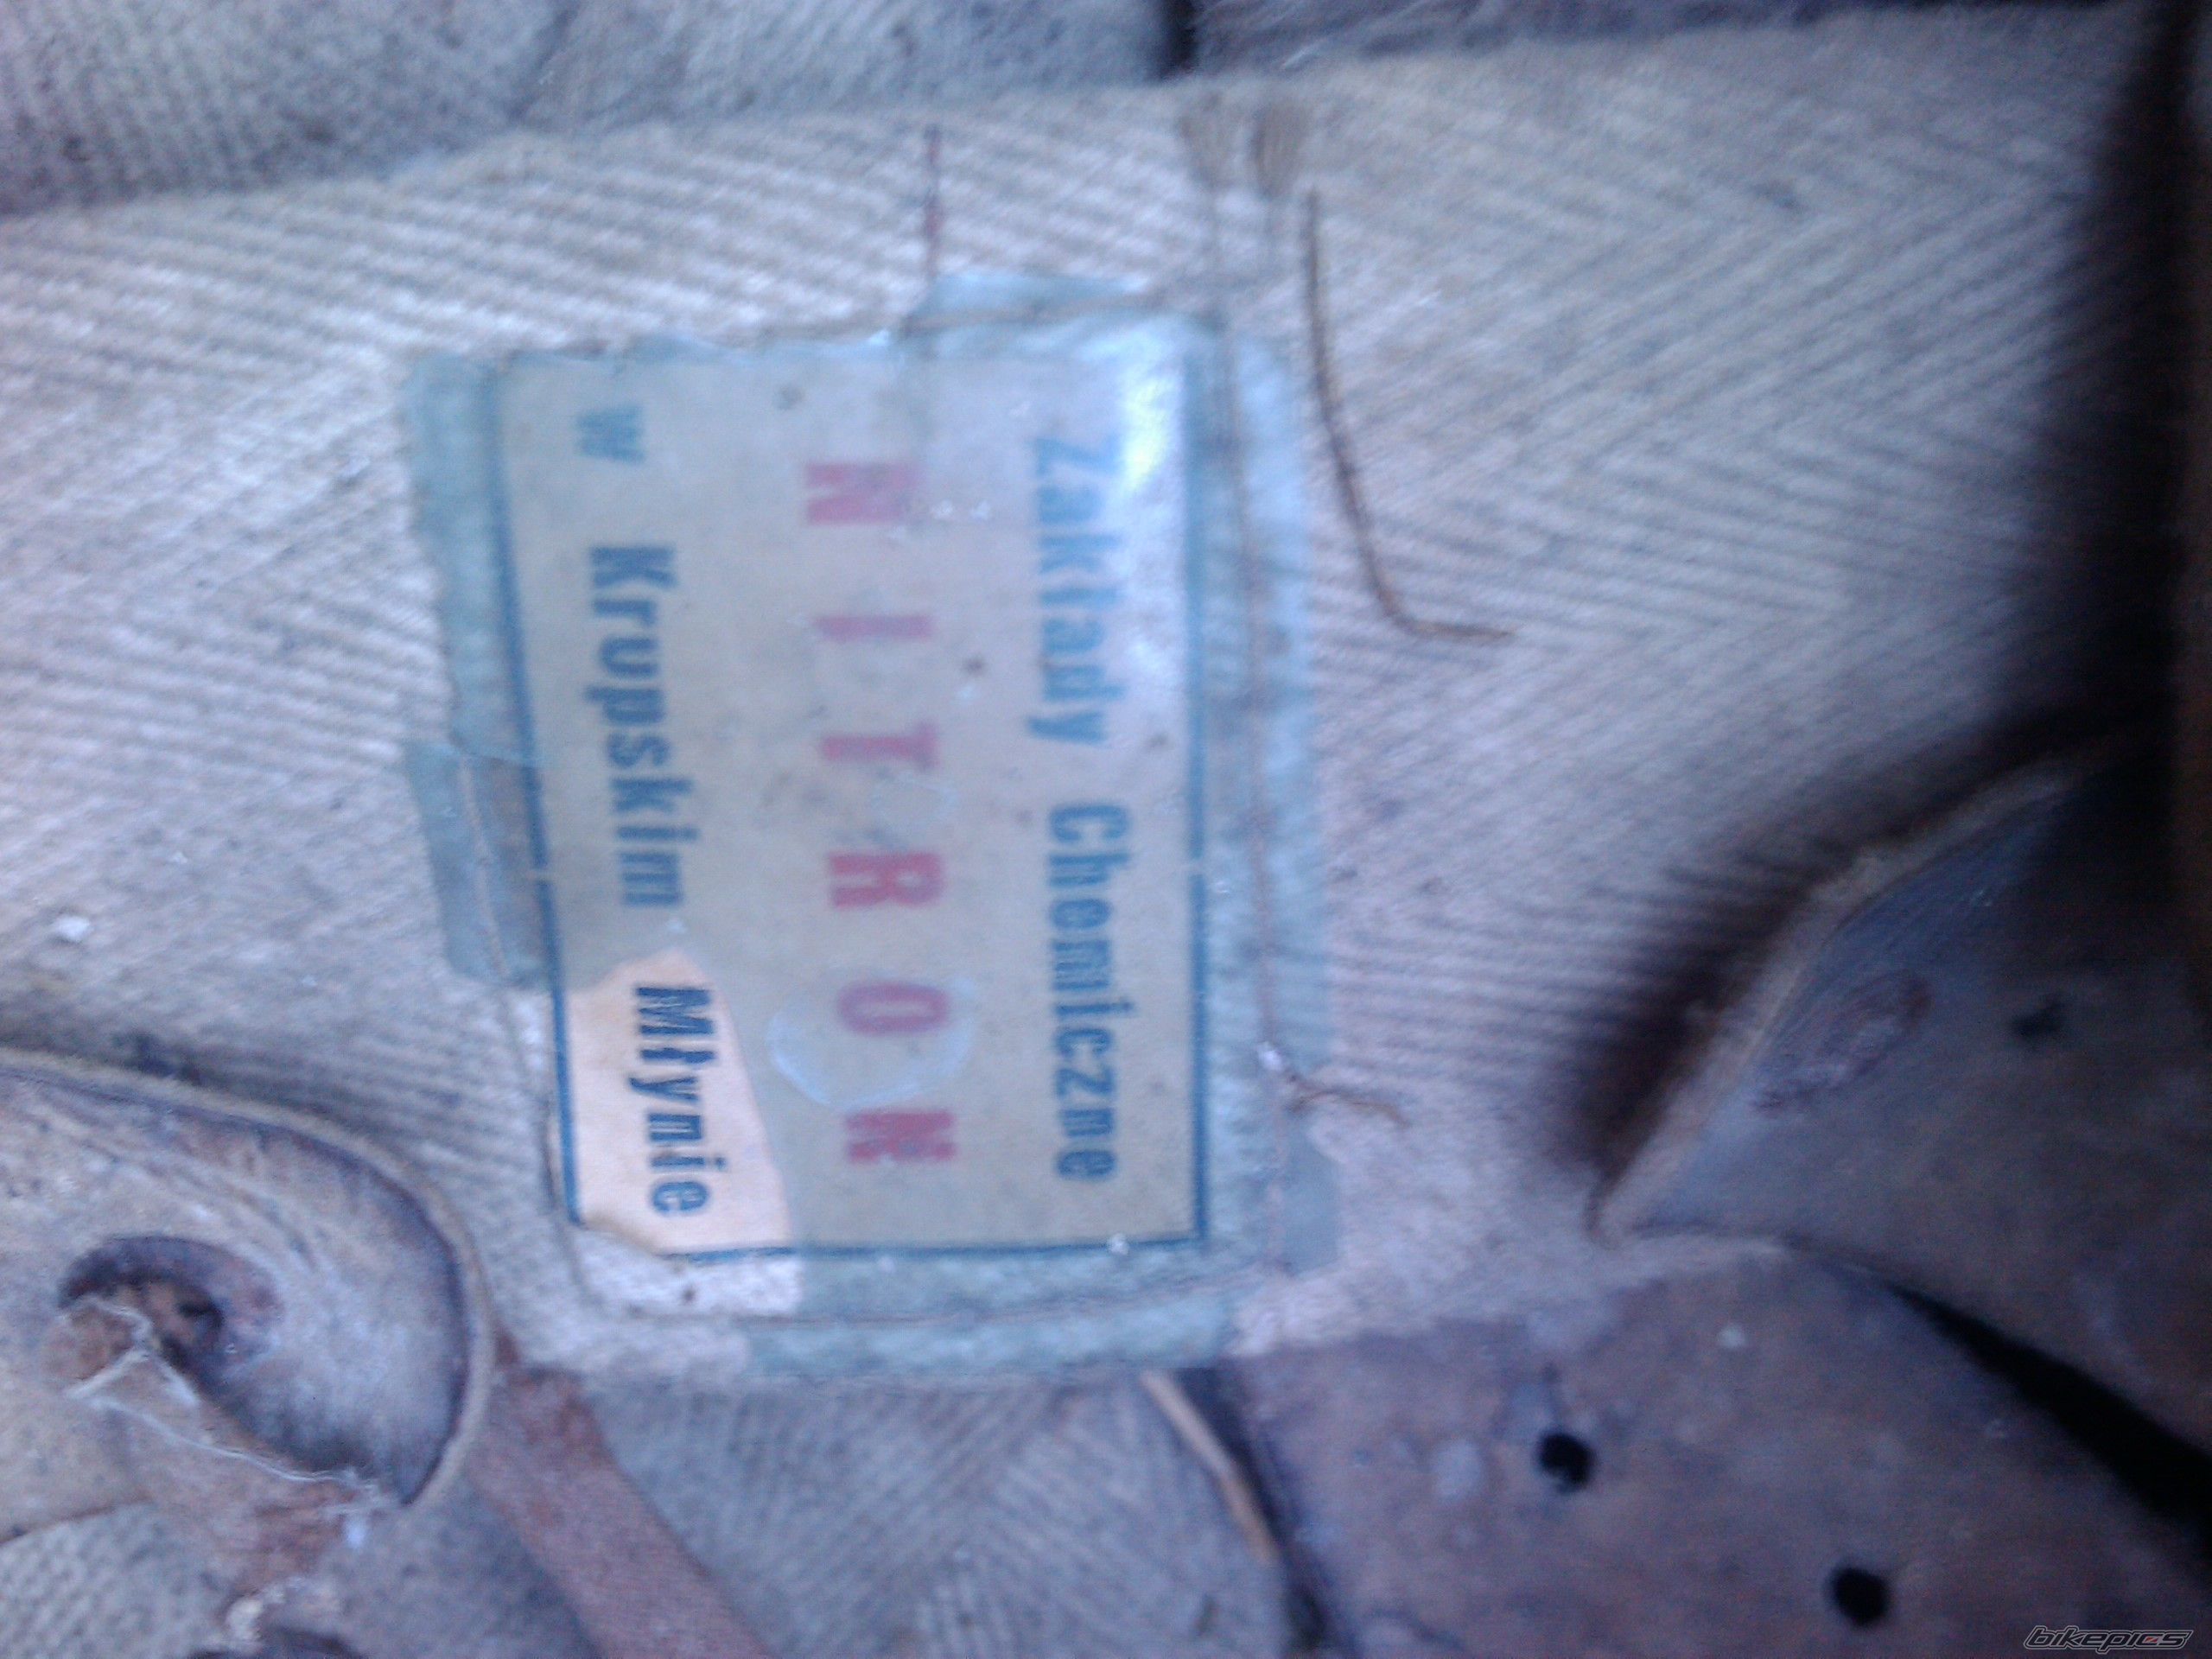 Zakłady Chemiczne
NITRON
w Krupskim Młynie
bikepics